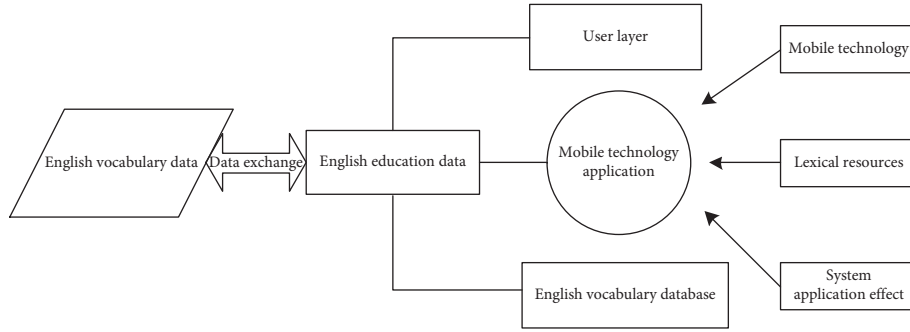 User layer
Mobile technology
English vocabulary data
Data exchange
English education data
Mobile technology
application
Lexical resources
English vocabulary database
System
application effect